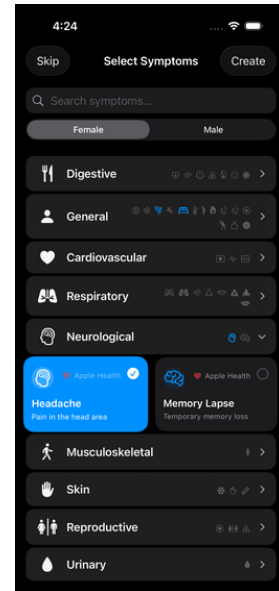 4:24
Skip
Select Symptoms
Create
Search symptoms...
Female
Male
Digestive
General
Cardiovascular
Respiratory
Neurological
Apple Health
Headache
Pain in the head area
Apple Health
Memory Lapse
Temporary memory loss
Musculoskeletal
Skin
Reproductive
Urinary